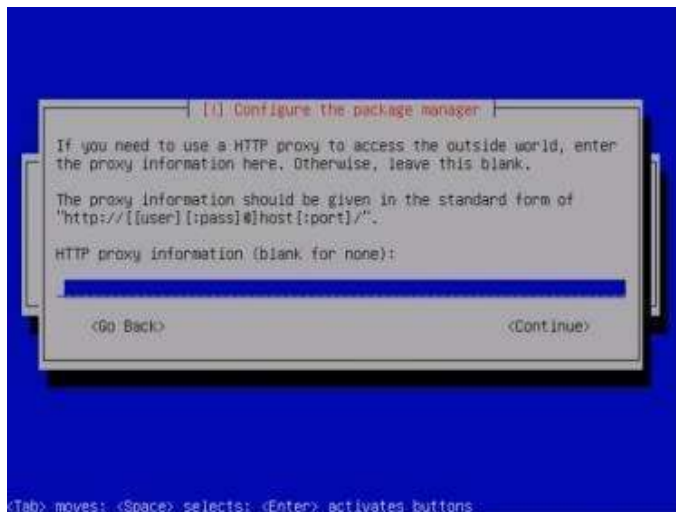 [!] Configure the package manager
If you need to use a HTTP proxy to access the outside world, enter
the proxy information here. Otherwise, leave this blank.
The proxy information should be given in the standard form of
"http://[[user][:pass]@]host[:port]/".
HTTP proxy information (blank for none):
<Go Back>
<Continue>
<Tab> moves; <Space> selects; <Enter> activates buttons